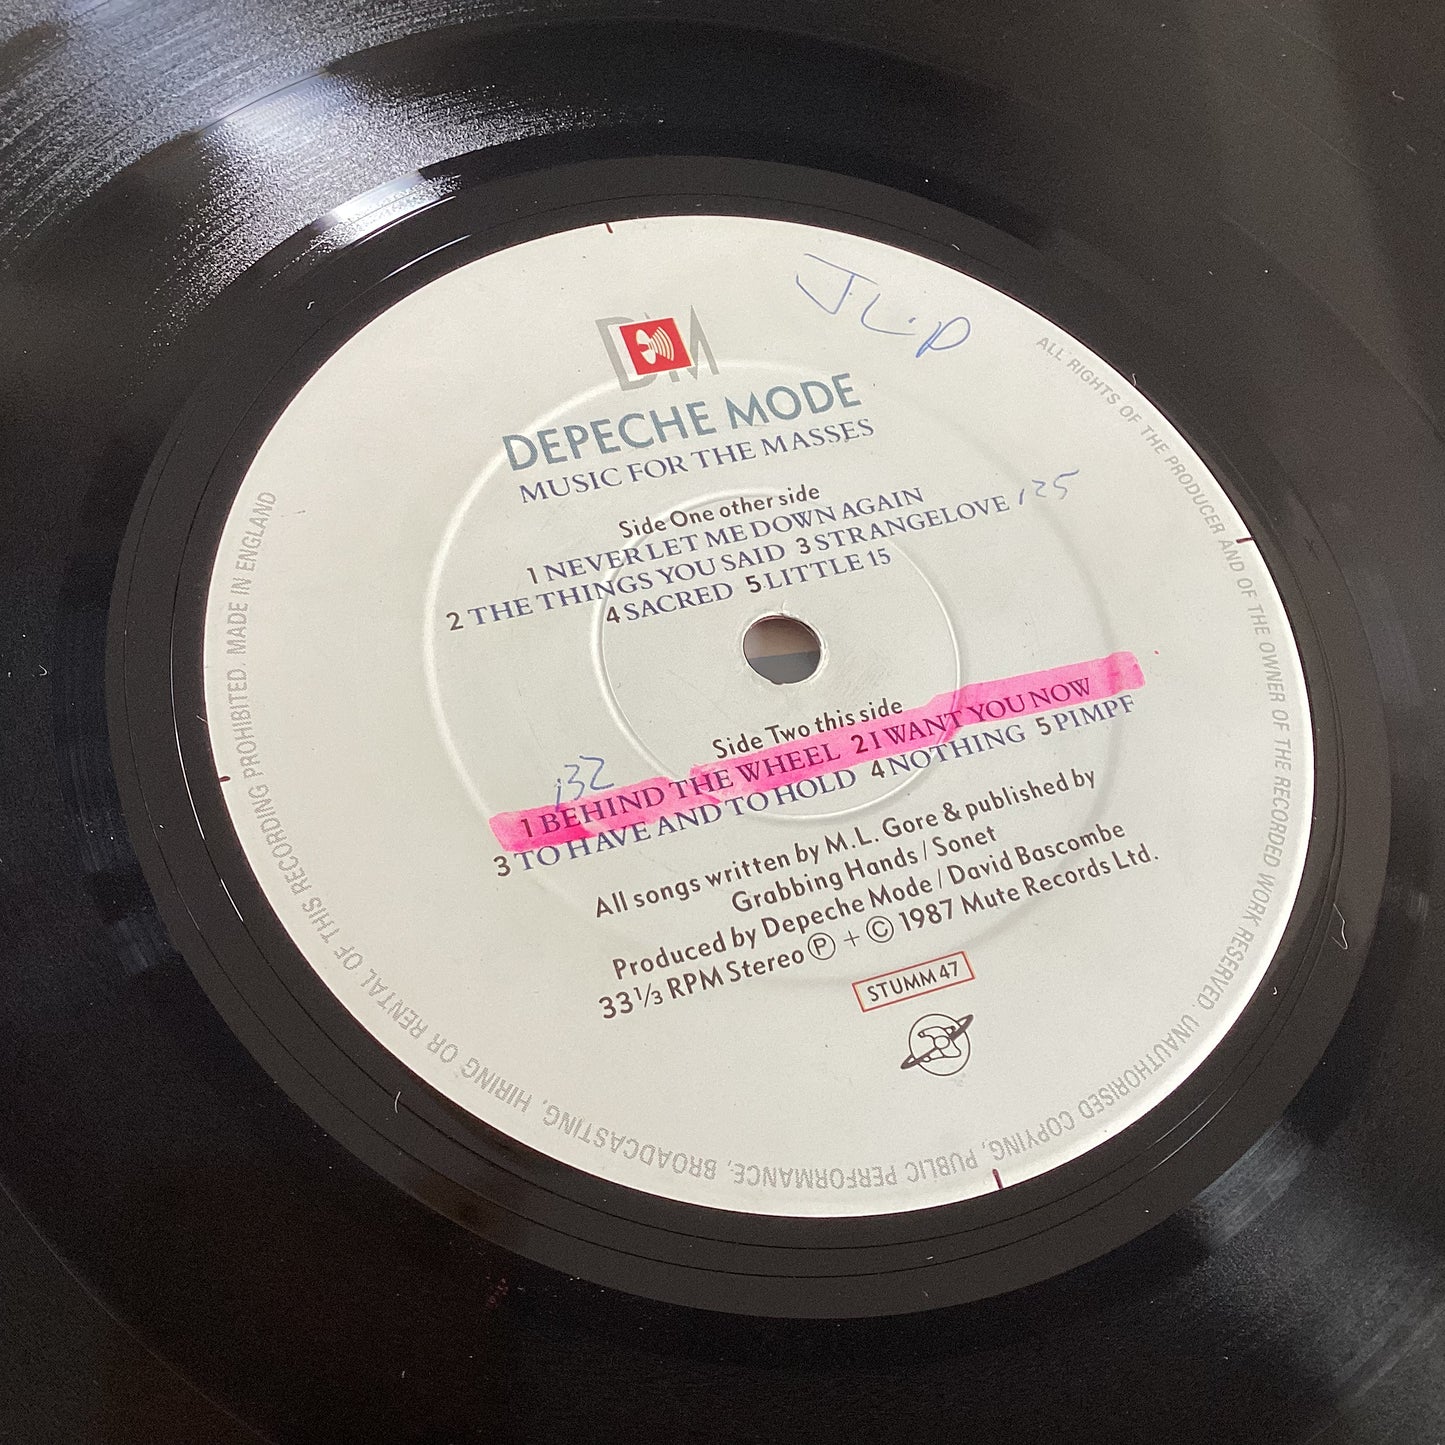 J.L.D
DM
DEPECHE MODE
MUSIC FOR THE MASSES
Side One other side
1 NEVER LET ME DOWN AGAIN
2 THE THINGS YOU SAID 3 STRANGELOVE 125
4 SACRED 5 LITTLE 15
Side Two this side
132
1 BEHIND THE WHEEL 2 I WANT YOU NOW
3 TO HAVE AND TO HOLD 4 NOTHING 5 PIMPF
All songs written by M. L. Gore & published by
Grabbing Hands / Sonet
Produced by Depeche Mode / David Bascombe
33 1/3 RPM Stereo Ⓟ + © 1987 Mute Records Ltd.
STUMM 47
ALL RIGHTS OF THE PRODUCER AND OF THE OWNER OF THE RECORDED WORK RESERVED. UNAUTHORISED COPYING, PUBLIC PERFORMANCE, BROADCASTING, HIRING OR RENTAL OF THIS RECORDING PROHIBITED. MADE IN ENGLAND